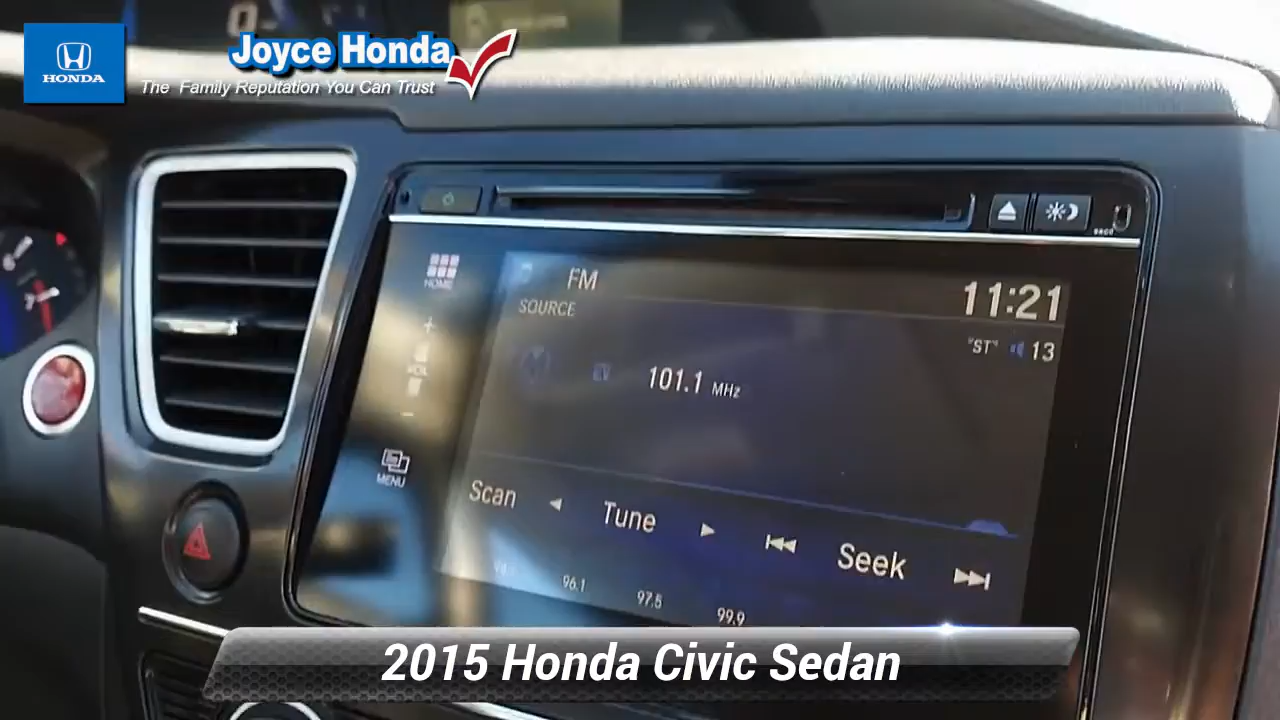 HONDA
Joyce Honda
The Family Reputation You Can Trust
HOME
FM
SOURCE
11:21
"ST" 13
VOL
101.1 MHz
MENU
Scan Tune Seek
96.1 97.5 99.9
2015 Honda Civic Sedan